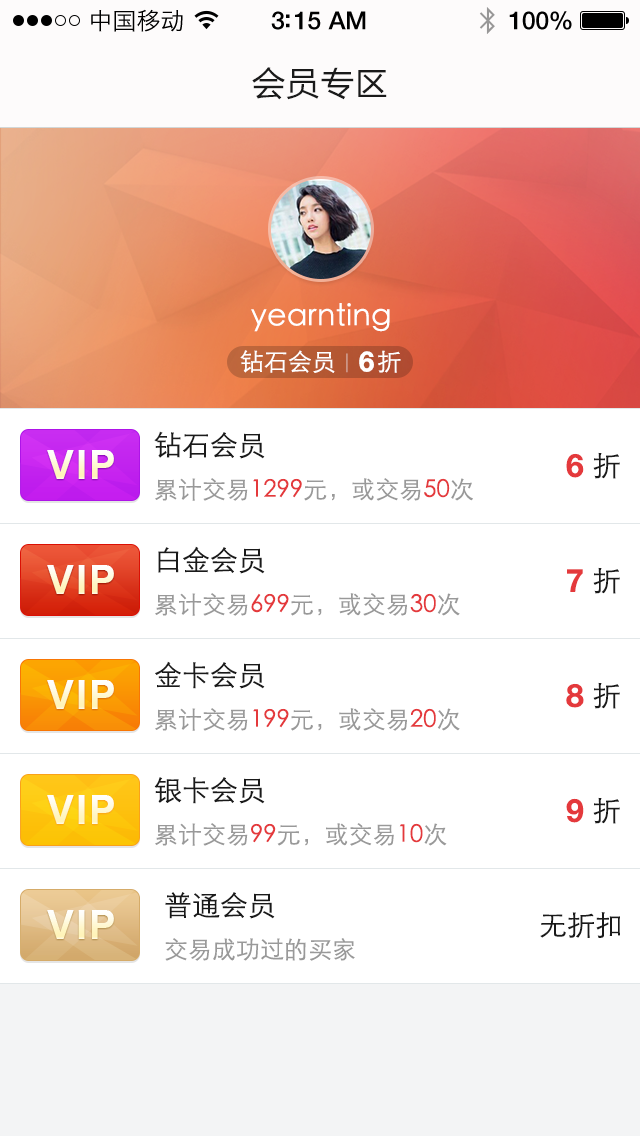 中国移动 3:15 AM 100%
会员专区
yearnting
钻石会员 | 6折
VIP 钻石会员 6 折
累计交易1299元，或交易50次
VIP 白金会员 7 折
累计交易699元，或交易30次
VIP 金卡会员 8 折
累计交易199元，或交易20次
VIP 银卡会员 9 折
累计交易99元，或交易10次
VIP 普通会员 无折扣
交易成功过的买家